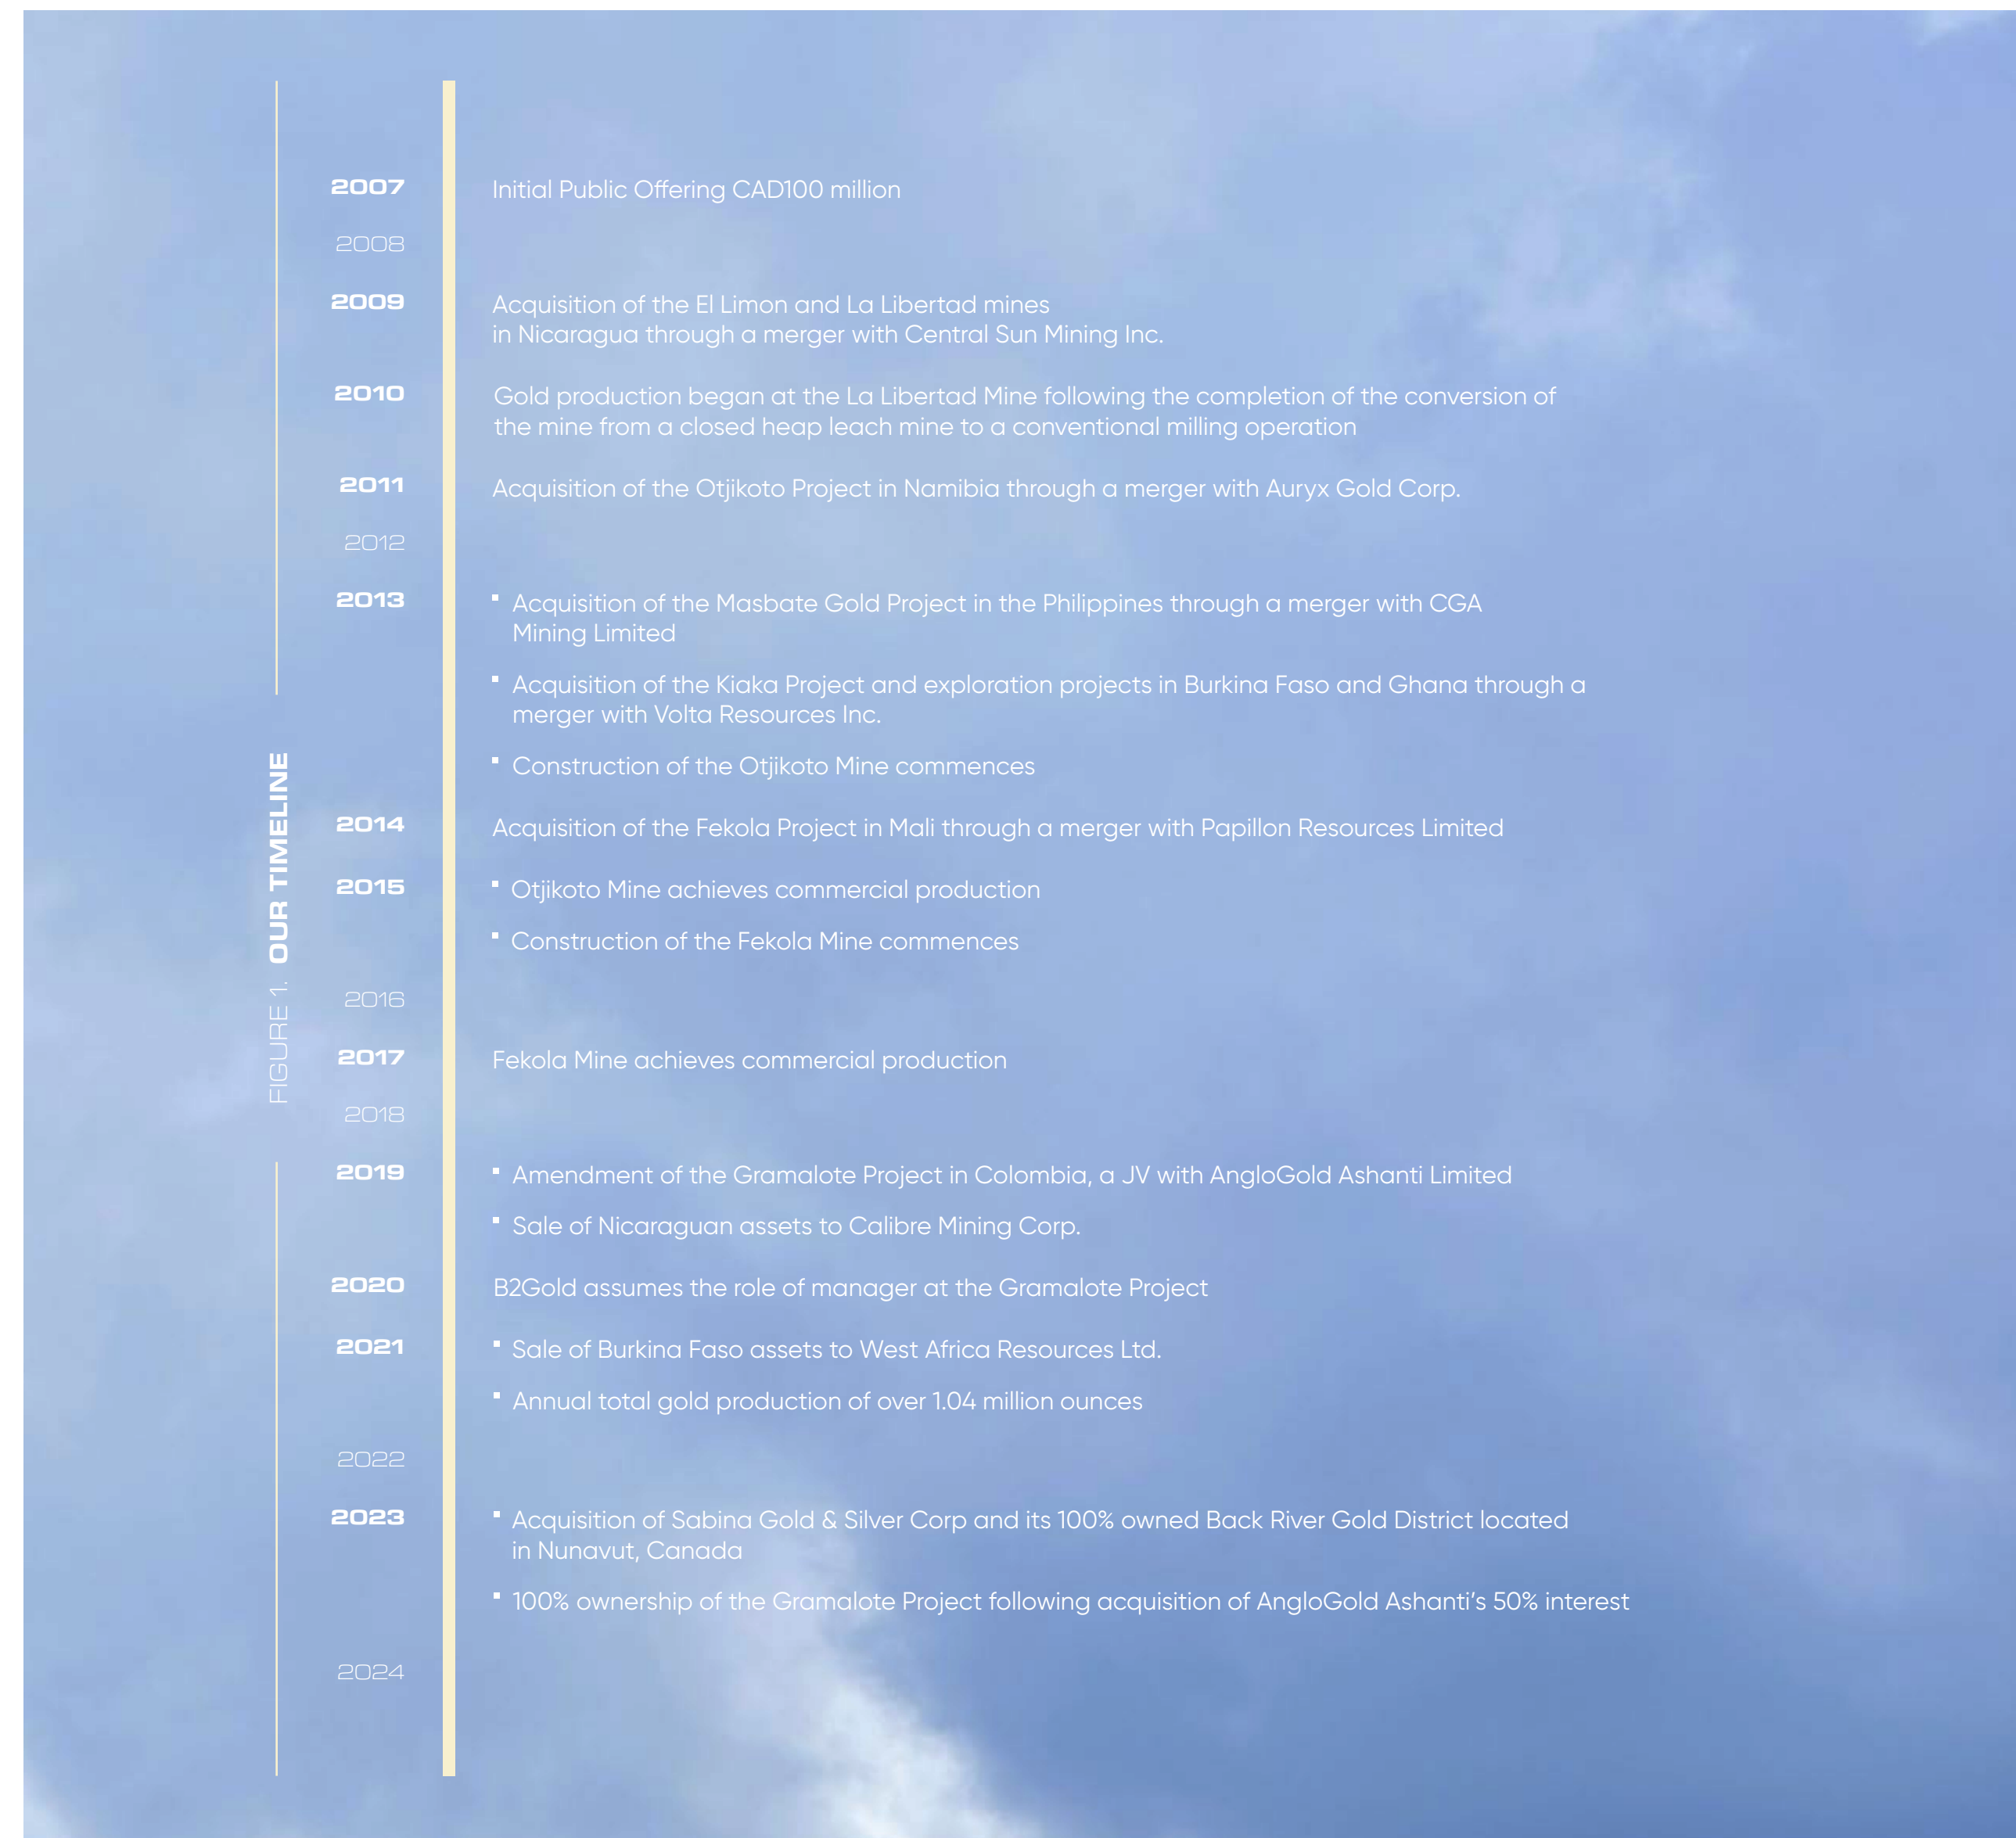 FIGURE 1. OUR TIMELINE
2007
Initial Public Offering CAD100 million
2008
2009
Acquisition of the El Limon and La Libertad mines
in Nicaragua through a merger with Central Sun Mining Inc.
2010
Gold production began at the La Libertad Mine following the completion of the conversion of
the mine from a closed heap leach mine to a conventional milling operation
2011
Acquisition of the Otjikoto Project in Namibia through a merger with Auryx Gold Corp.
2012
2013
▪ Acquisition of the Masbate Gold Project in the Philippines through a merger with CGA
Mining Limited
▪ Acquisition of the Kiaka Project and exploration projects in Burkina Faso and Ghana through a
merger with Volta Resources Inc.
▪ Construction of the Otjikoto Mine commences
2014
Acquisition of the Fekola Project in Mali through a merger with Papillon Resources Limited
2015
▪ Otjikoto Mine achieves commercial production
▪ Construction of the Fekola Mine commences
2016
2017
Fekola Mine achieves commercial production
2018
2019
▪ Amendment of the Gramalote Project in Colombia, a JV with AngloGold Ashanti Limited
▪ Sale of Nicaraguan assets to Calibre Mining Corp.
2020
B2Gold assumes the role of manager at the Gramalote Project
2021
▪ Sale of Burkina Faso assets to West Africa Resources Ltd.
▪ Annual total gold production of over 1.04 million ounces
2022
2023
▪ Acquisition of Sabina Gold & Silver Corp and its 100% owned Back River Gold District located
in Nunavut, Canada
▪ 100% ownership of the Gramalote Project following acquisition of AngloGold Ashanti’s 50% interest
2024